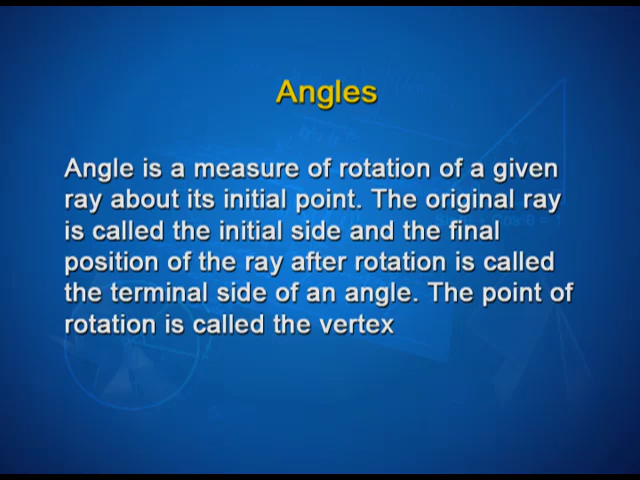 Angles
Angle is a measure of rotation of a given
ray about its initial point. The original ray
is called the initial side and the final
position of the ray after rotation is called
the terminal side of an angle. The point of
rotation is called the vertex